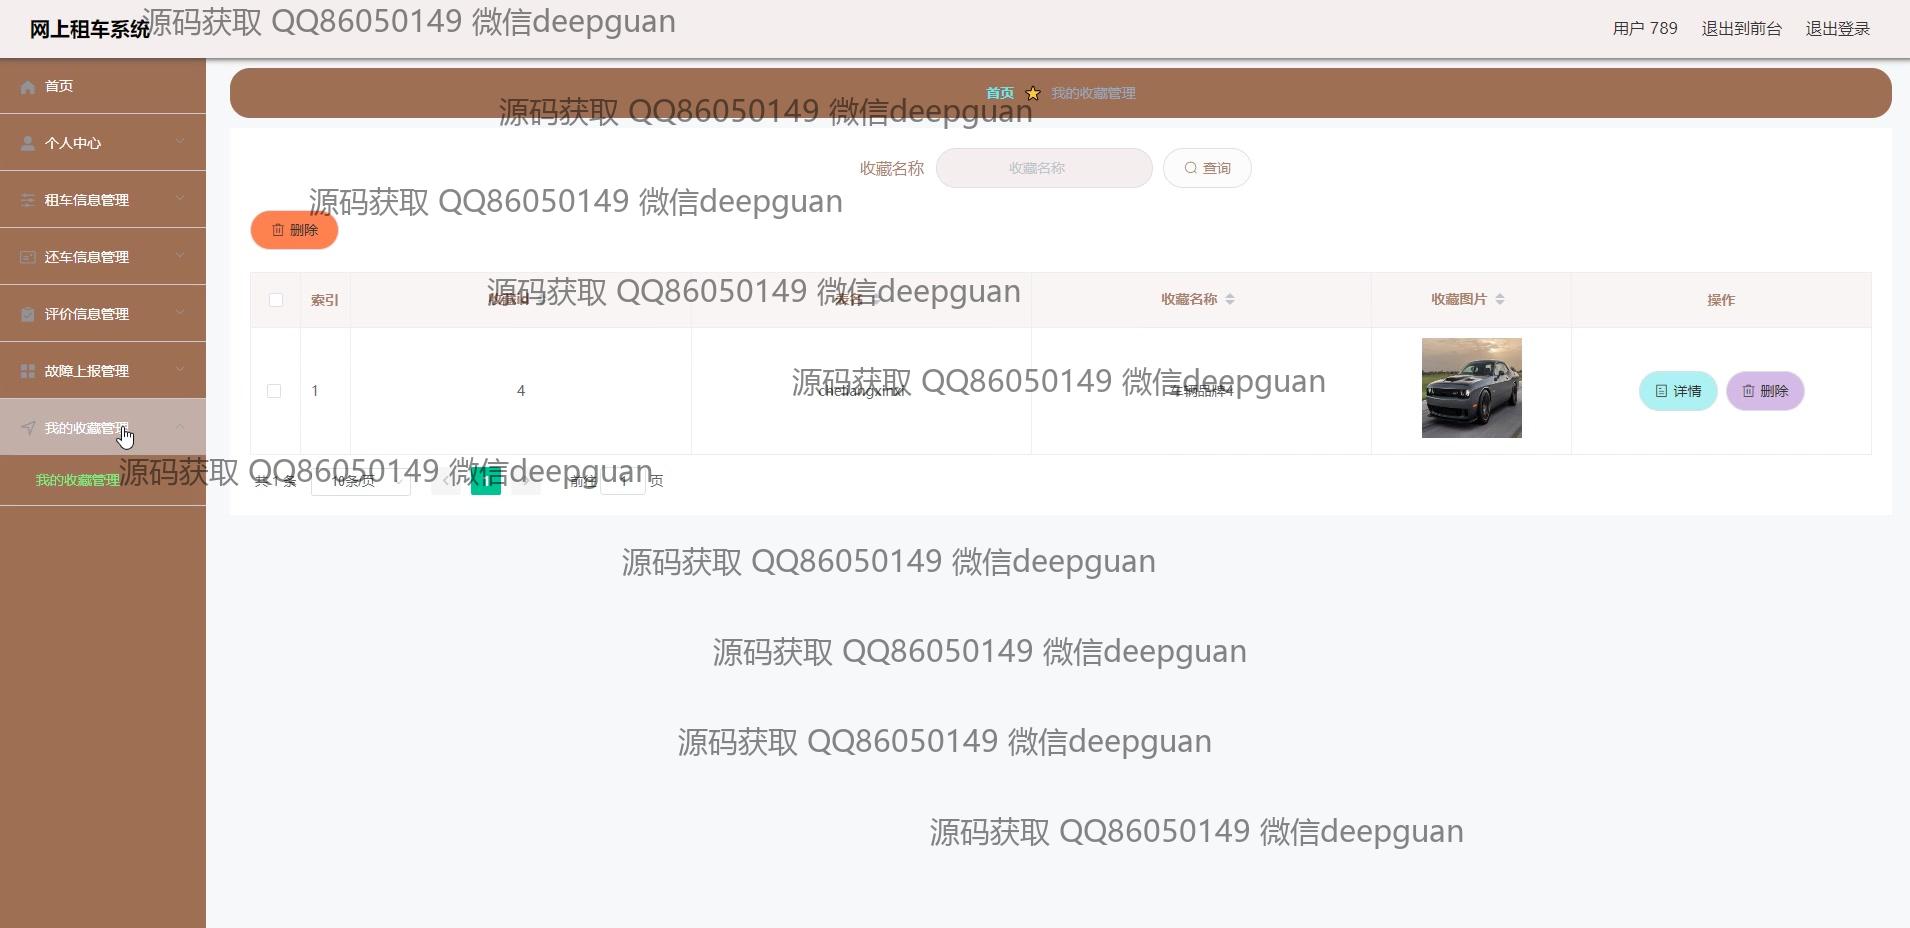 网上租车系统
源码获取 QQ86050149 微信deepguan
用户 789 退出到前台 退出登录
首页
个人中心
租车信息管理
还车信息管理
评价信息管理
故障上报管理
我的收藏管理
我的收藏管理
首页 我的收藏管理
源码获取 QQ86050149 微信deepguan
收藏名称 收藏名称 查询
源码获取 QQ86050149 微信deepguan
删除
源码获取 QQ86050149 微信deepguan
索引 收藏id 表名 收藏名称 收藏图片 操作
1 4 cheliangxinxi 车辆品牌4 详情 删除
源码获取 QQ86050149 微信deepguan
源码获取 QQ86050149 微信deepguan
共 1 条 10条/页 1 前往 1 页
源码获取 QQ86050149 微信deepguan
源码获取 QQ86050149 微信deepguan
源码获取 QQ86050149 微信deepguan
源码获取 QQ86050149 微信deepguan